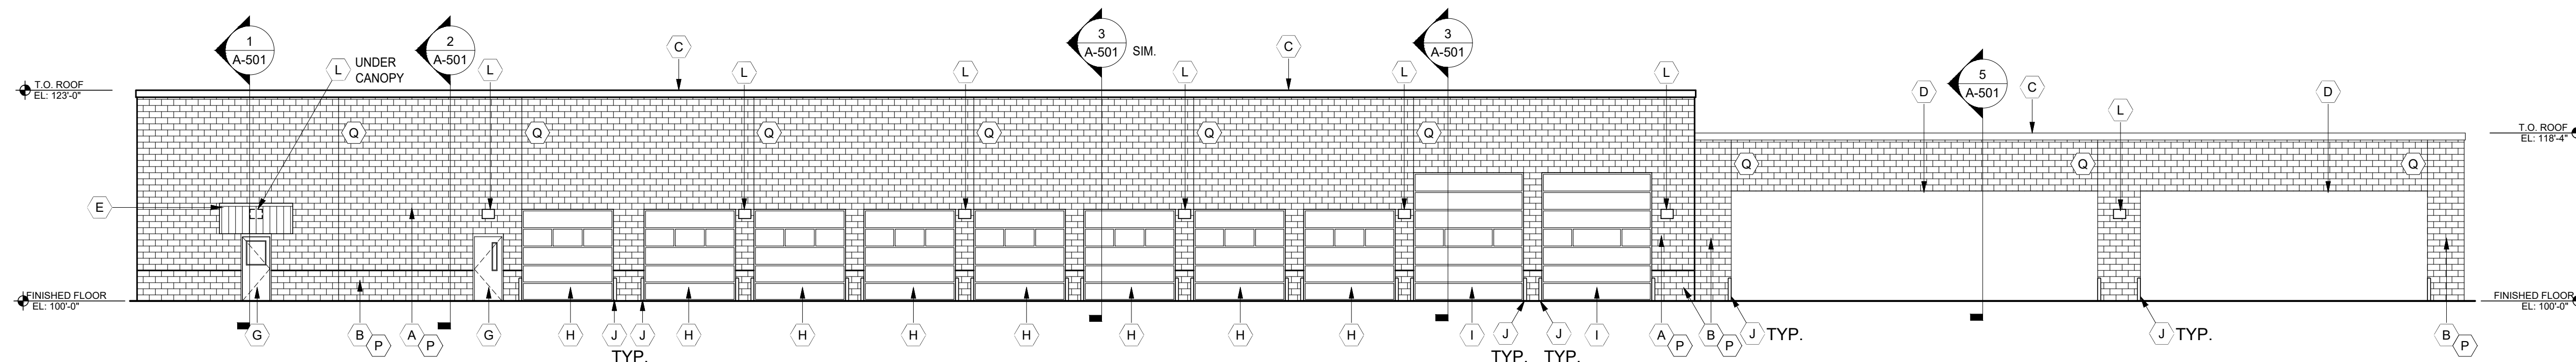 1
A-501
2
A-501
C
3
A-501
SIM.
C
3
A-501
5
A-501
C
L
UNDER
CANOPY
L
L
L
L
L
L
D
L
D
T.O. ROOF
EL: 123'-0"
T.O. ROOF
EL: 118'-4"
Q
Q
Q
Q
Q
Q
Q
Q
Q
E
FINISHED FLOOR
EL: 100'-0"
FINISHED FLOOR
EL: 100'-0"
G
B
P
A
P
G
H
J
J
TYP.
H
H
H
H
H
H
H
I
J
TYP.
J
TYP.
I
A
P
B
P
J TYP.
J TYP.
B
P